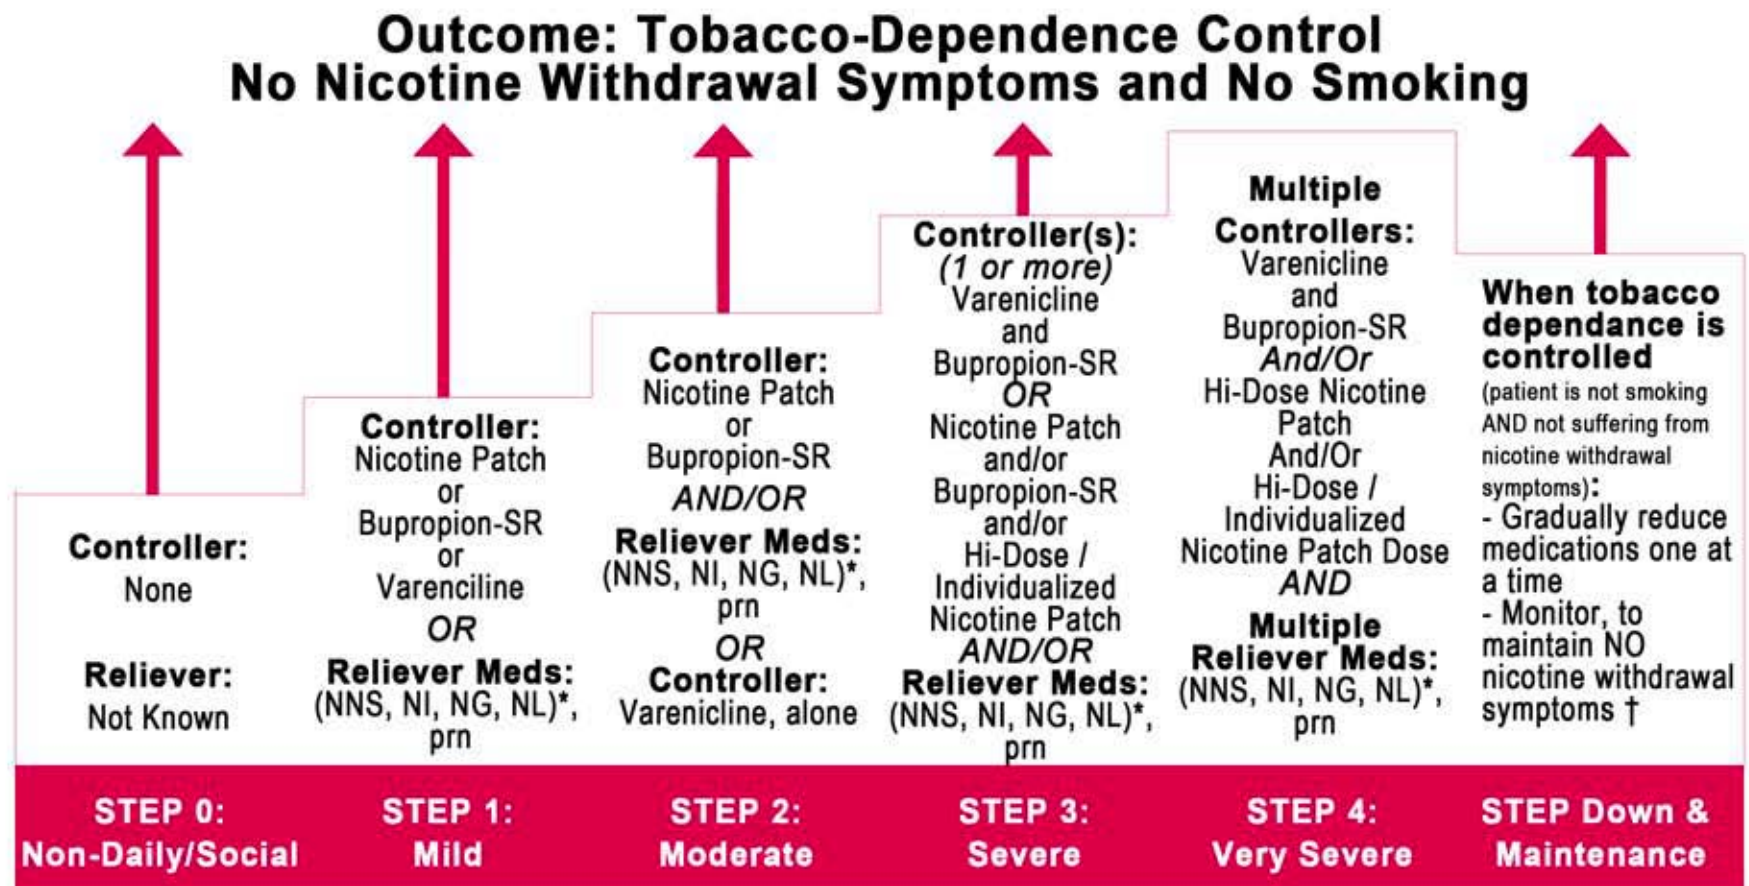 Outcome: Tobacco-Dependence Control
No Nicotine Withdrawal Symptoms and No Smoking
Controller:
None
Reliever:
Not Known
STEP 0:
Non-Daily/Social
Controller:
Nicotine Patch
or
Bupropion-SR
or
Varenciline
OR
Reliever Meds:
(NNS, NI, NG, NL)*,
prn
STEP 1:
Mild
Controller:
Nicotine Patch
or
Bupropion-SR
AND/OR
Reliever Meds:
(NNS, NI, NG, NL)*,
prn
OR
Controller:
Varenicline, alone
STEP 2:
Moderate
Controller(s):
(1 or more)
Varenicline
and
Bupropion-SR
OR
Nicotine Patch
and/or
Bupropion-SR
and/or
Hi-Dose /
Individualized
Nicotine Patch
AND/OR
Reliever Meds:
(NNS, NI, NG, NL)*,
prn
STEP 3:
Severe
Multiple
Controllers:
Varenicline
and
Bupropion-SR
And/Or
Hi-Dose Nicotine
Patch
And/Or
Hi-Dose /
Individualized
Nicotine Patch Dose
AND
Multiple
Reliever Meds:
(NNS, NI, NG, NL)*,
prn
STEP 4:
Very Severe
When tobacco
dependance is
controlled
(patient is not smoking
AND not suffering from
nicotine withdrawal
symptoms):
- Gradually reduce
medications one at
a time
- Monitor, to
maintain NO
nicotine withdrawal
symptoms †
STEP Down &
Maintenance